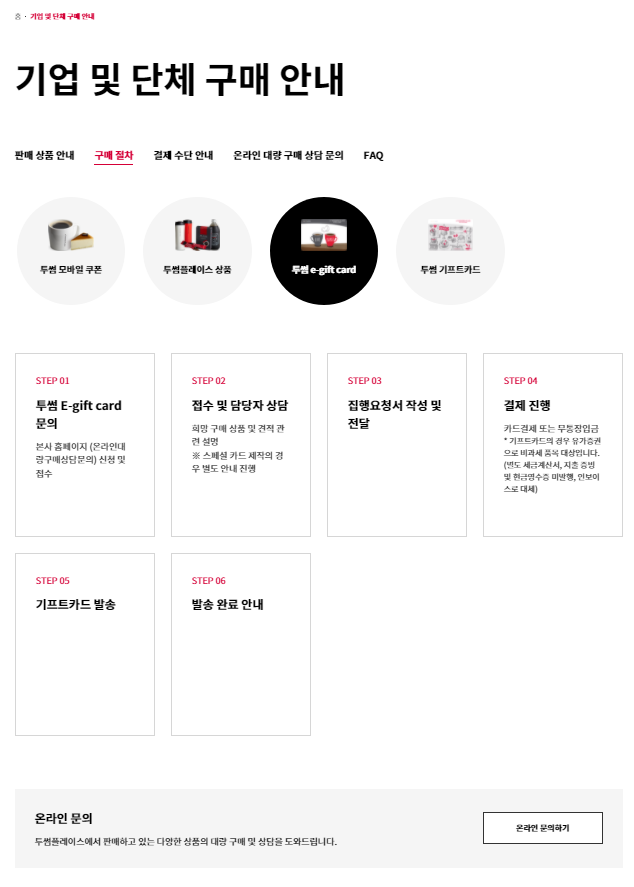 홈 · 기업 및 단체 구매 안내
기업 및 단체 구매 안내
판매 상품 안내 구매 절차 결제 수단 안내 온라인 대량 구매 상담 문의 FAQ
투썸 모바일 쿠폰 투썸플레이스 상품 투썸 e-gift card 투썸 기프트카드
STEP 01
투썸 E-gift card
문의
본사 홈페이지 (온라인대
량구매상담문의) 신청 및
접수
STEP 02
접수 및 담당자 상담
희망 구매 상품 및 견적 관
련 설명
※ 스페셜 카드 제작의 경
우 별도 안내 진행
STEP 03
집행요청서 작성 및
전달
STEP 04
결제 진행
카드결제 또는 무통장입금
* 기프트카드의 경우 유가증권
으로 비과세 품목 대상입니다.
(별도 세금계산서, 지출 증빙
및 현금영수증 미발행, 인보이
스로 대체)
STEP 05
기프트카드 발송
STEP 06
발송 완료 안내
온라인 문의
투썸플레이스에서 판매하고 있는 다양한 상품의 대량 구매 및 상담을 도와드립니다.
온라인 문의하기